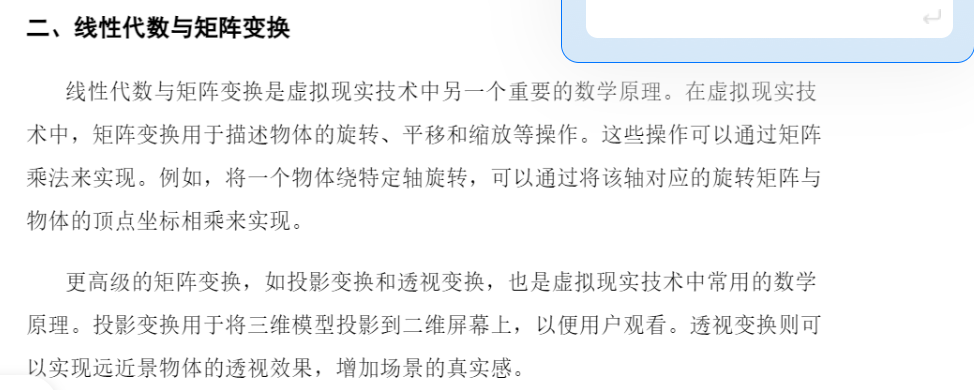 二、线性代数与矩阵变换
线性代数与矩阵变换是虚拟现实技术中另一个重要的数学原理。在虚拟现实技
术中，矩阵变换用于描述物体的旋转、平移和缩放等操作。这些操作可以通过矩阵
乘法来实现。例如，将一个物体绕特定轴旋转，可以通过将该轴对应的旋转矩阵与
物体的顶点坐标相乘来实现。
更高级的矩阵变换，如投影变换和透视变换，也是虚拟现实技术中常用的数学
原理。投影变换用于将三维模型投影到二维屏幕上，以便用户观看。透视变换则可
以实现远近景物体的透视效果，增加场景的真实感。